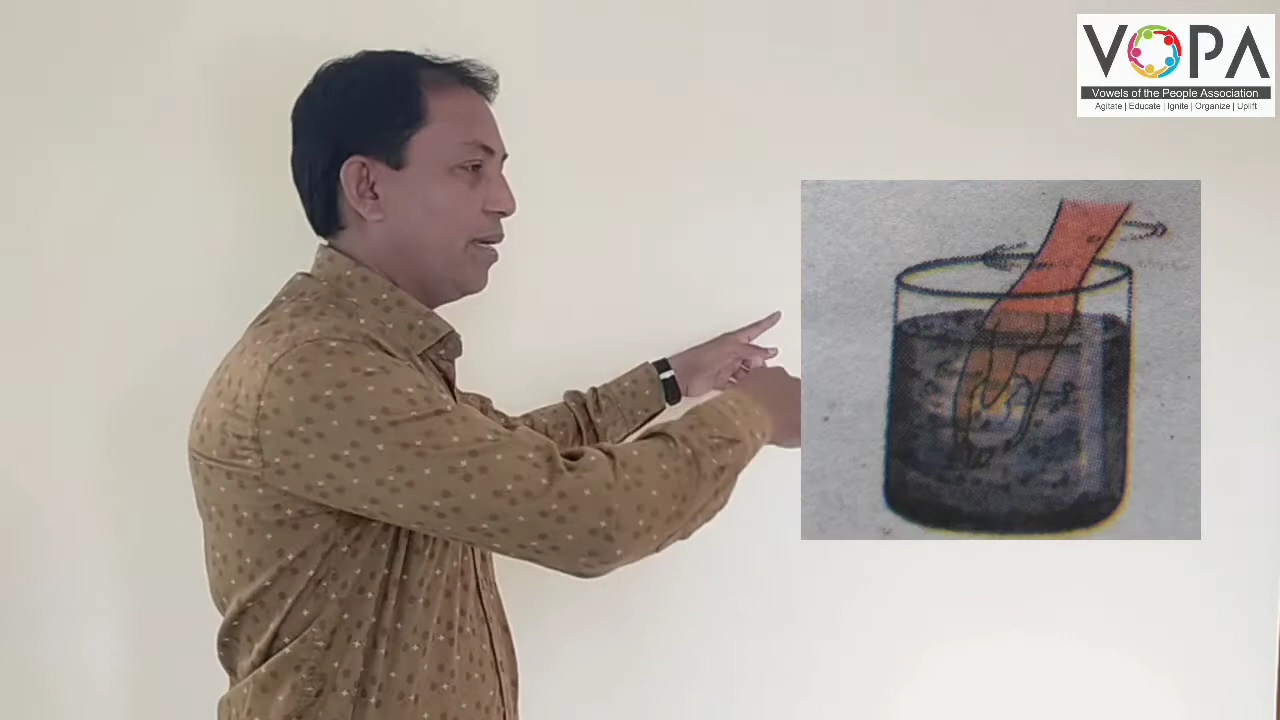 VOPA
Vowels of the People Association
Agitate | Educate | Ignite | Organize | Uplift